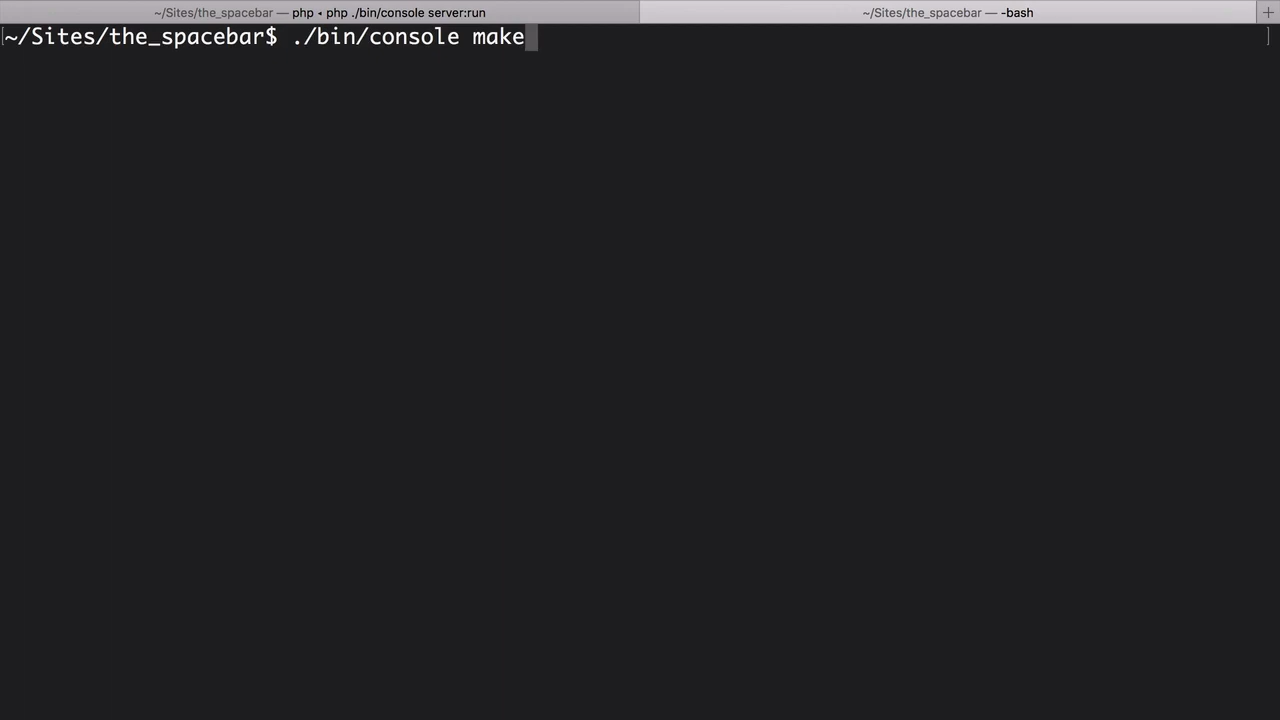 ~/Sites/the_spacebar — php ◂ php ./bin/console server:run
~/Sites/the_spacebar — -bash
+
[~/Sites/the_spacebar$ ./bin/console make ]